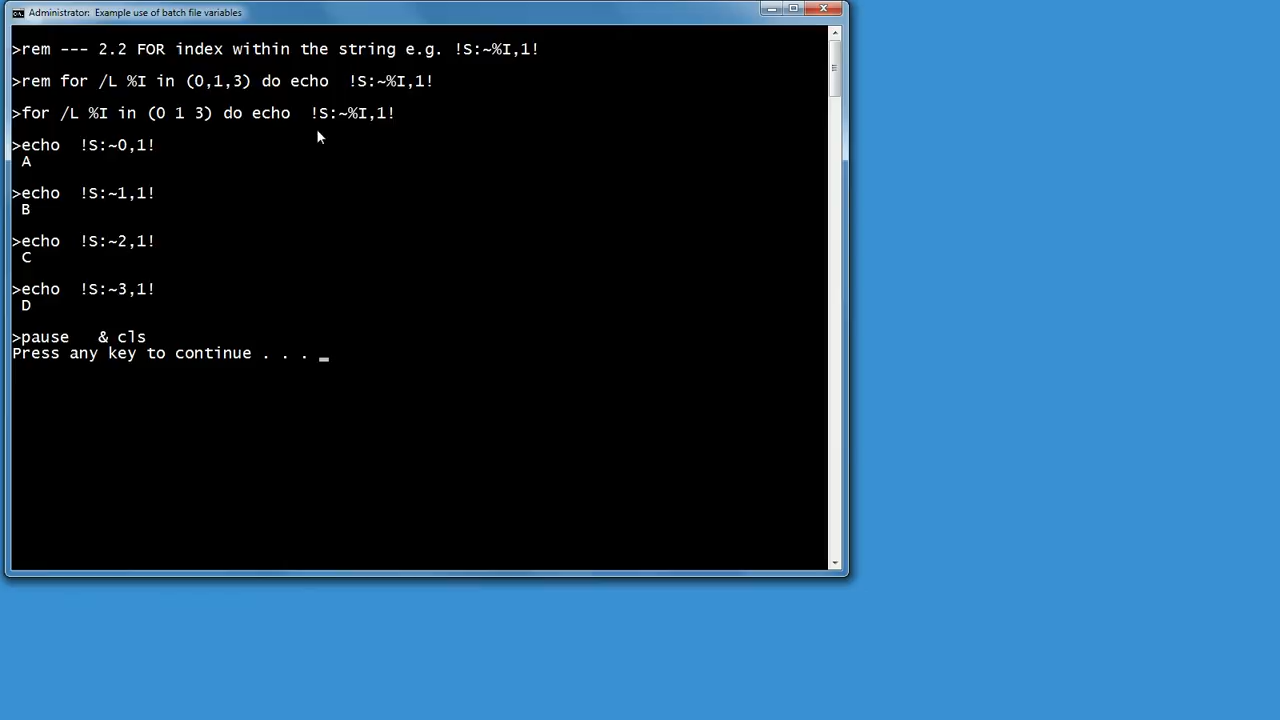 Administrator: Example use of batch file variables
>rem --- 2.2 FOR index within the string e.g. !S:~%I,1!
>rem for /L %I in (0,1,3) do echo  !S:~%I,1!
>for /L %I in (0 1 3) do echo  !S:~%I,1!
>echo  !S:~0,1!
A
>echo  !S:~1,1!
B
>echo  !S:~2,1!
C
>echo  !S:~3,1!
D
>pause   & cls
Press any key to continue . . . _